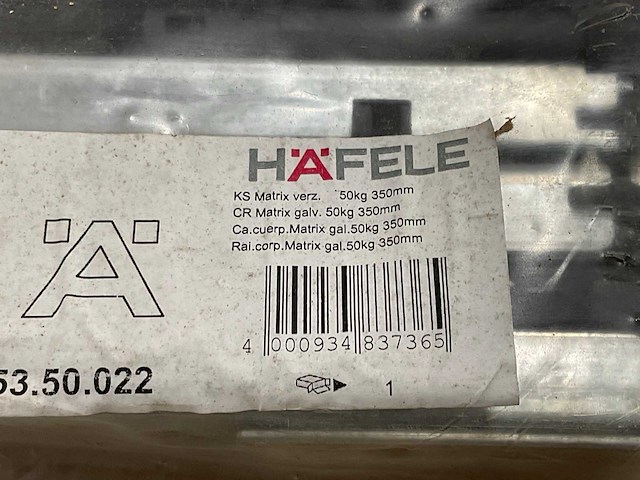 HÄFELE
KS Matrix verz. 50kg 350mm
CR Matrix galv. 50kg 350mm
Ca.cuerp.Matrix gal.50kg 350mm
Rai.corp.Matrix gal.50kg 350mm
Ä
4 000934 837365
53.50.022
1